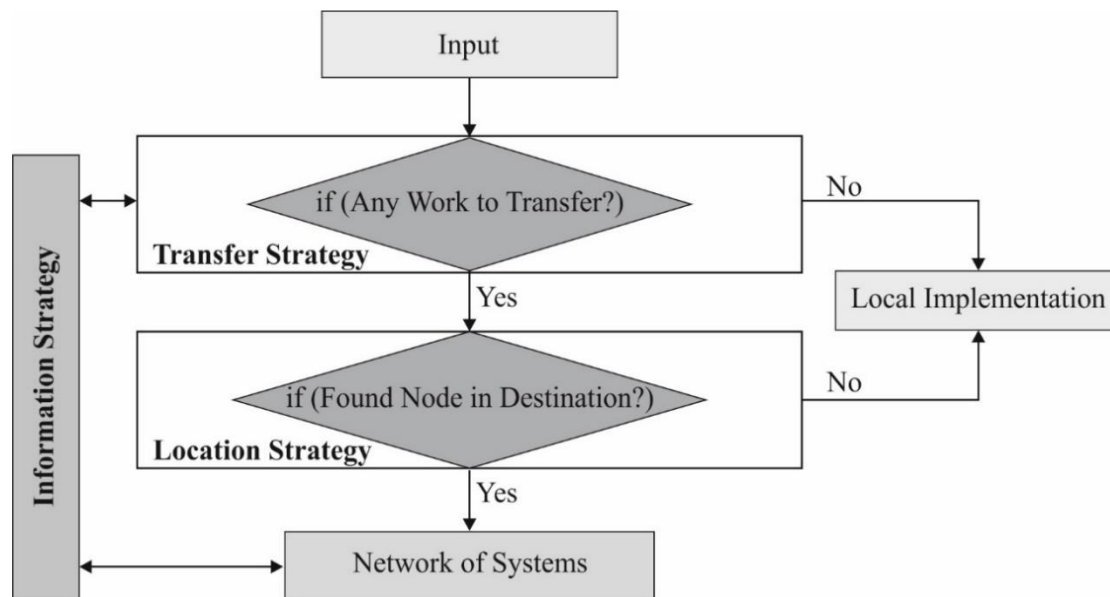 Input
if (Any Work to Transfer?)
No
Transfer Strategy
Yes
Local Implementation
Information Strategy
if (Found Node in Destination?)
No
Location Strategy
Yes
Network of Systems